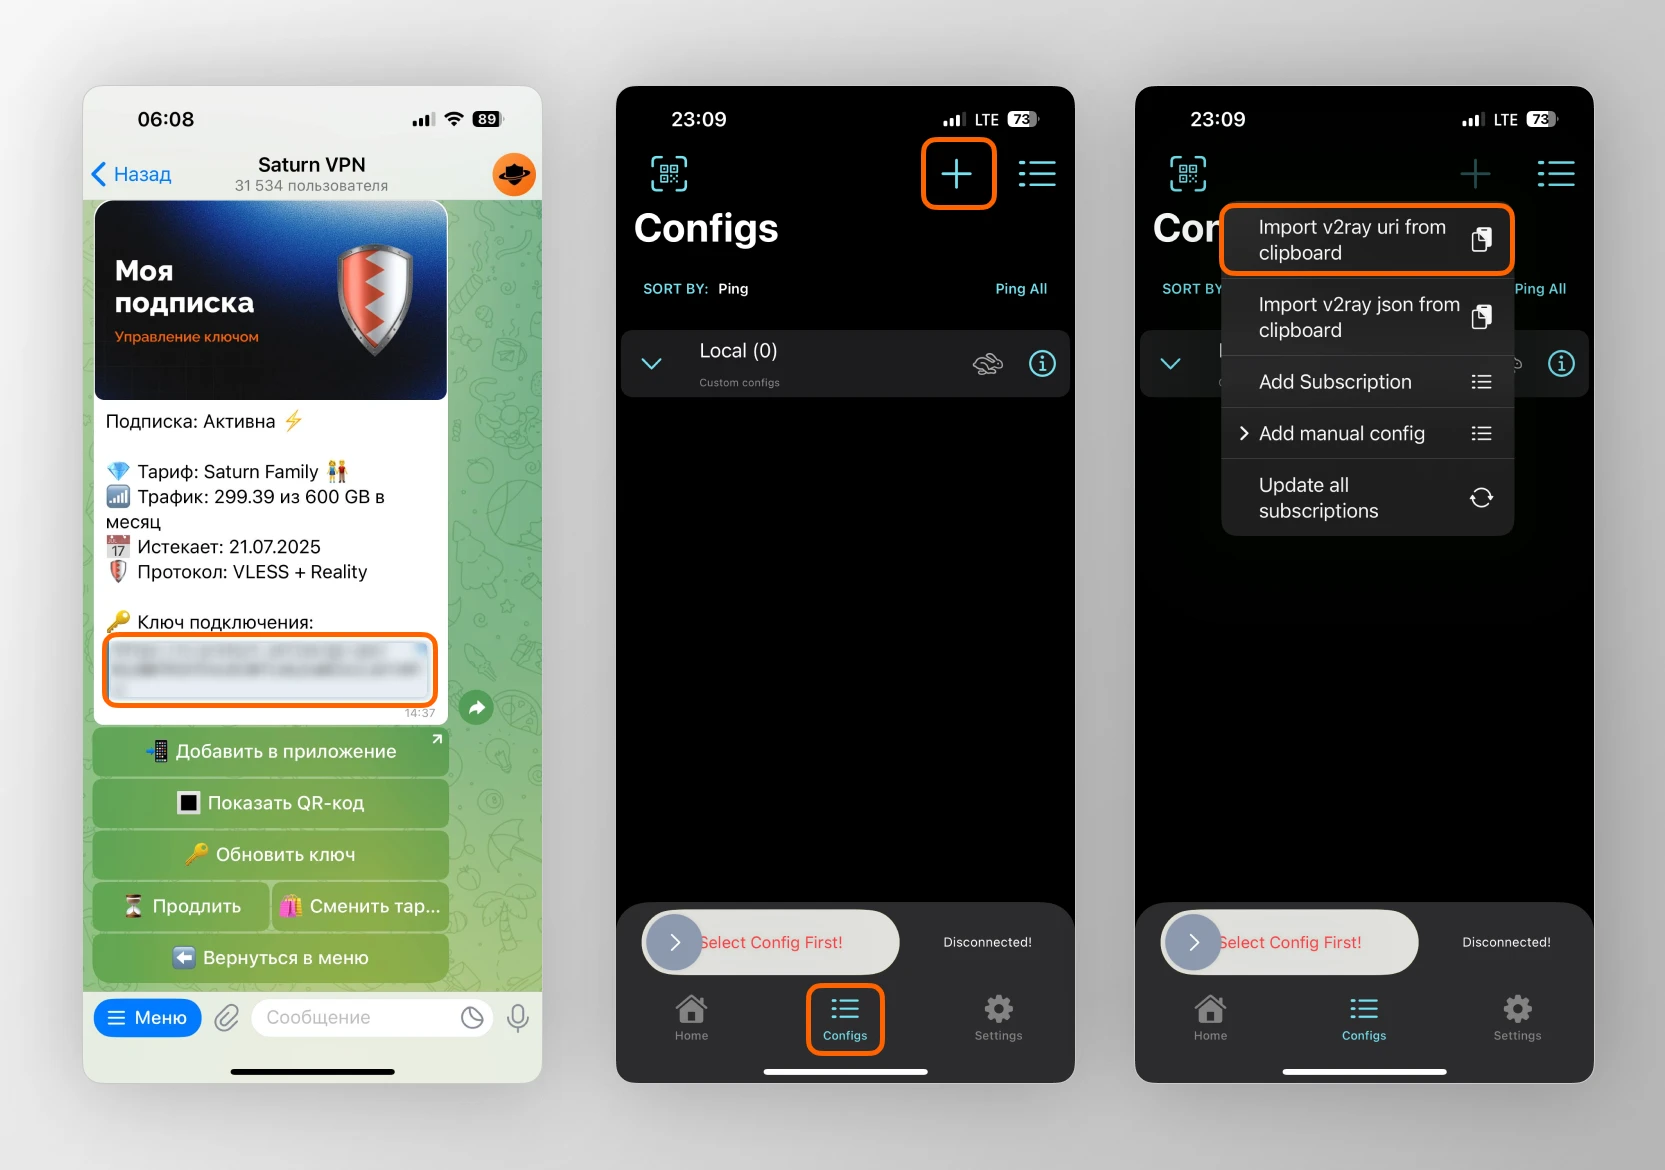 06:08
89
Назад
Saturn VPN
31 534 пользователя
Моя
подписка
Управление ключом
Подписка: Активна
Тариф: Saturn Family
Трафик: 299.39 из 600 GB в
месяц
17 Истекает: 21.07.2025
Протокол: VLESS + Reality
Ключ подключения:
14:37
Добавить в приложение
Показать QR-код
Обновить ключ
Продлить
Сменить тар...
Вернуться в меню
Меню
Сообщение
23:09
LTE 73
Configs
SORT BY: Ping
Ping All
Local (0)
Custom configs
Select Config First!
Disconnected!
Home
Configs
Settings
23:09
LTE 73
Con
SORT BY
Ping All
Import v2ray uri from
clipboard
Import v2ray json from
clipboard
Add Subscription
Add manual config
Update all
subscriptions
Select Config First!
Disconnected!
Home
Configs
Settings